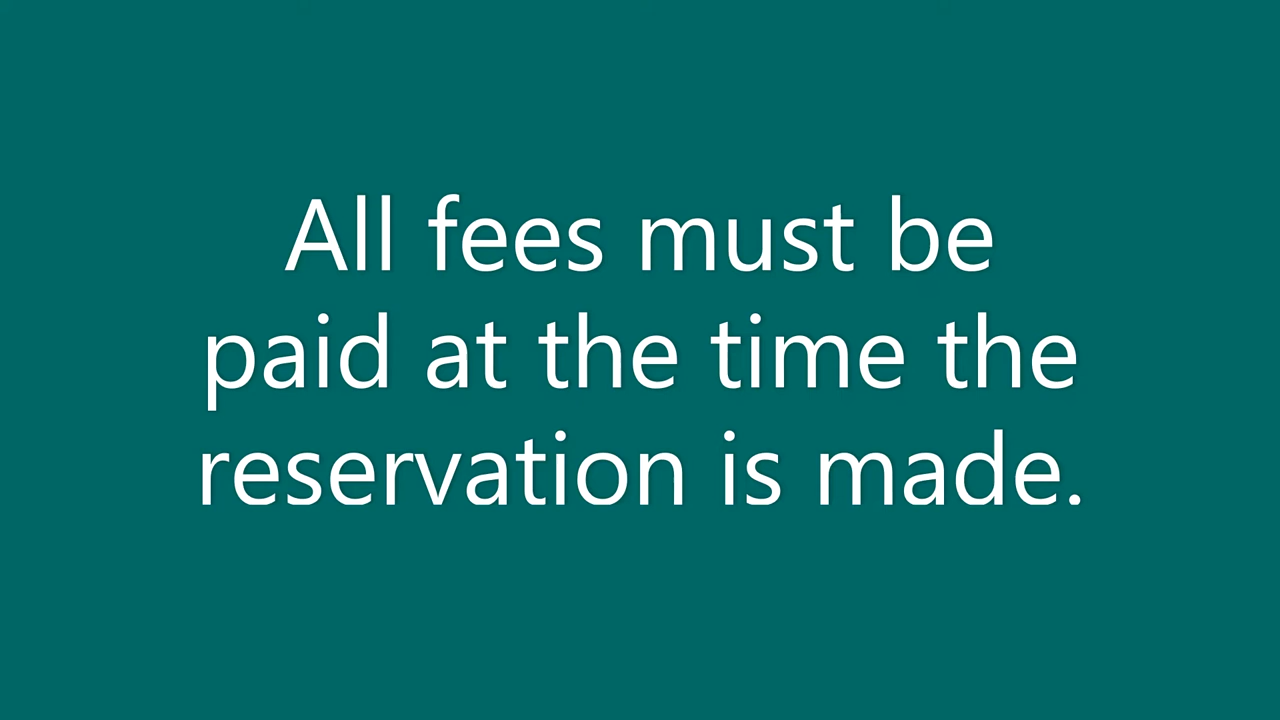 All fees must be
paid at the time the
reservation is made.